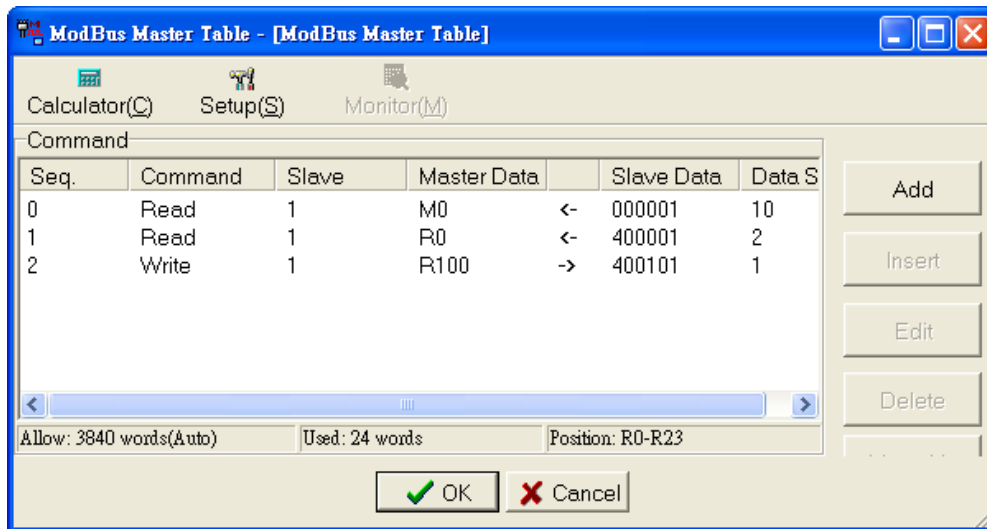 ModBus Master Table - [ModBus Master Table]
Calculator(C) Setup(S) Monitor(M)
Command
Seq. Command Slave Master Data Slave Data Data S
0 Read 1 M0 <- 000001 10
1 Read 1 R0 <- 400001 2
2 Write 1 R100 -> 400101 1
Add
Insert
Edit
Delete
Allow: 3840 words(Auto) Used: 24 words Position: R0-R23
OK Cancel